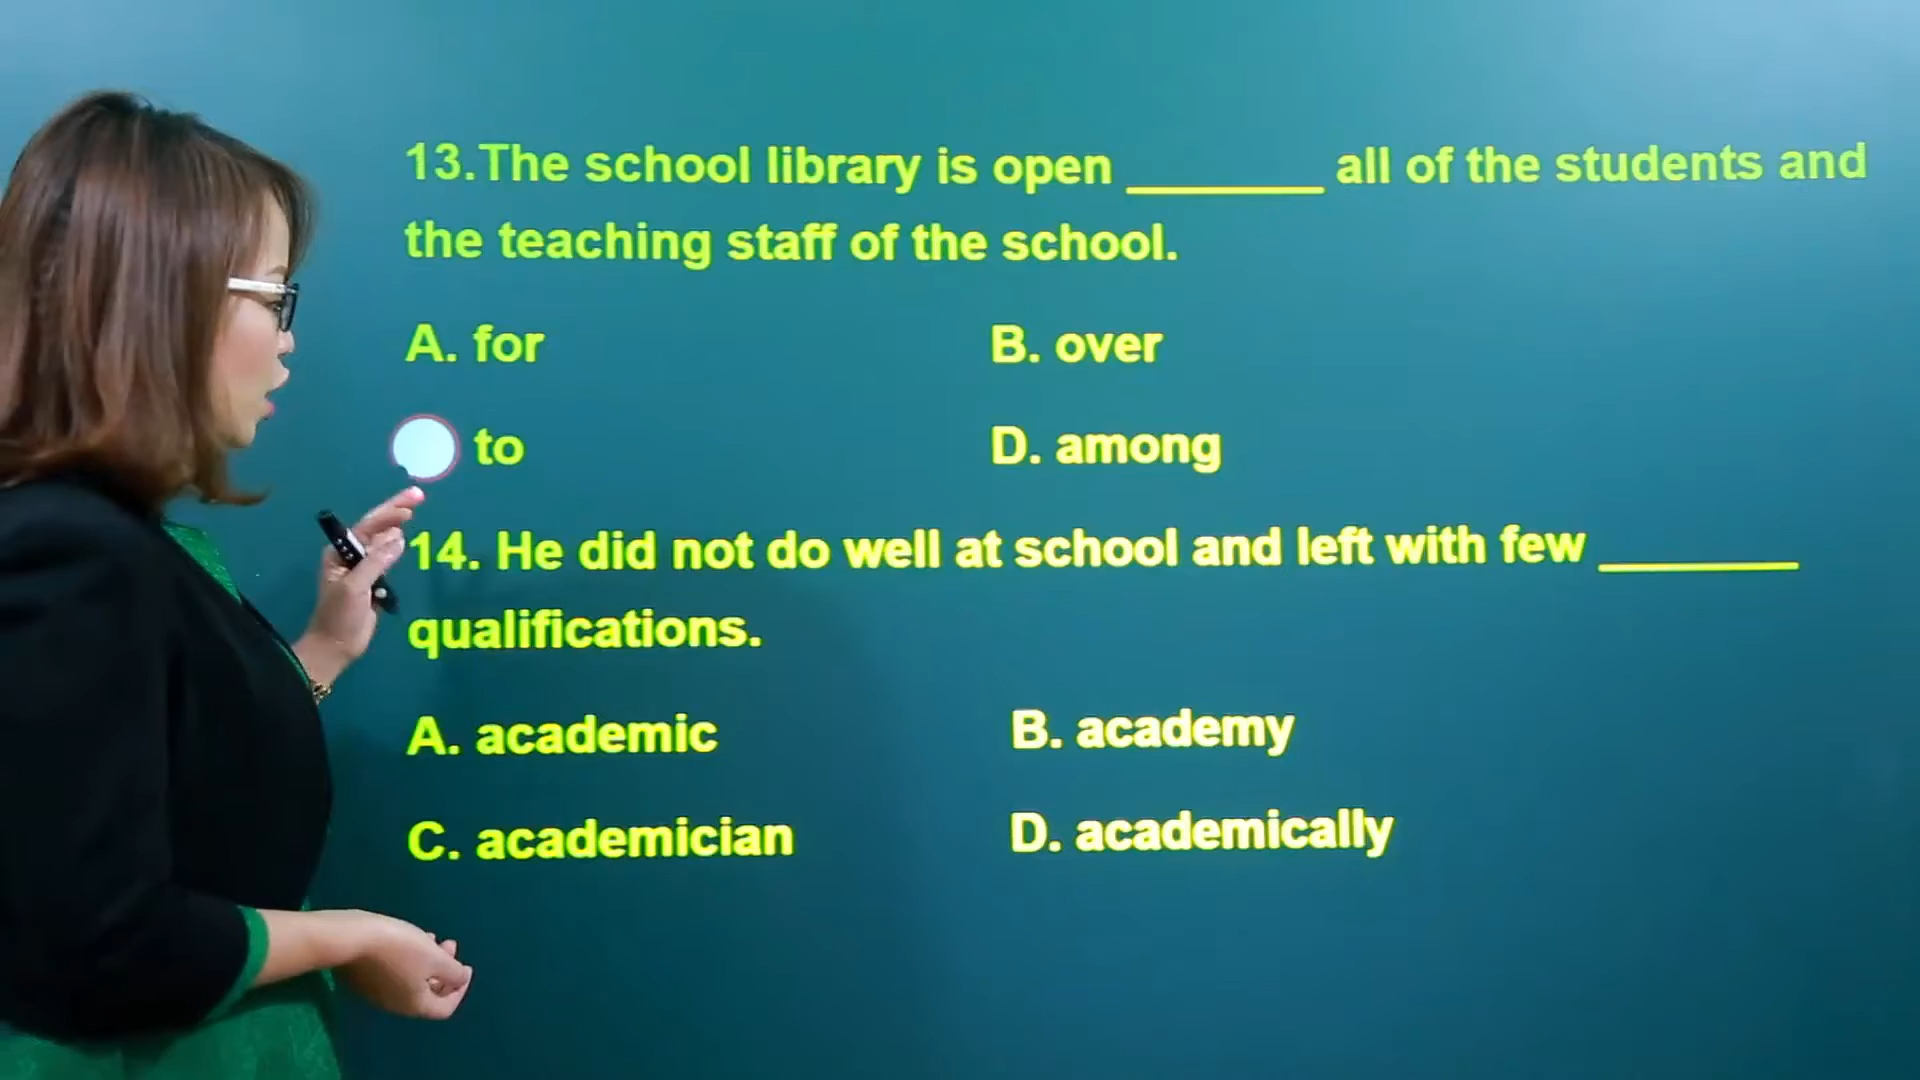 13.The school library is open ________ all of the students and
the teaching staff of the school.
A. for B. over
to D. among
14. He did not do well at school and left with few ________
qualifications.
A. academic B. academy
C. academician D. academically